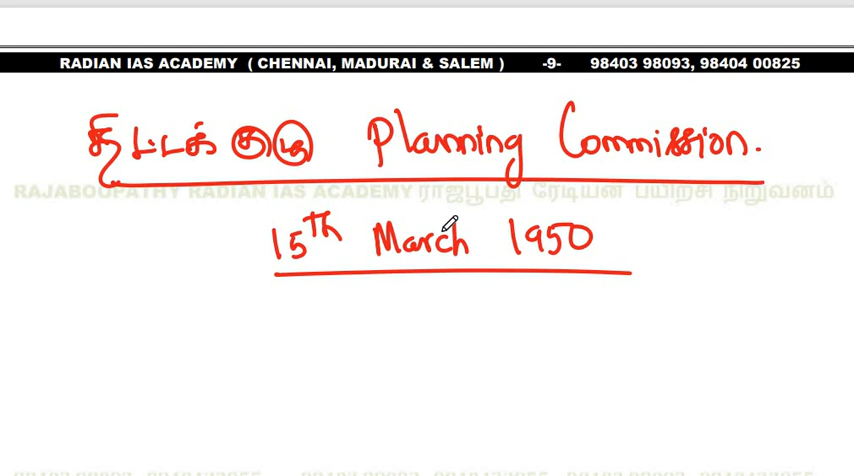 RADIAN IAS ACADEMY ( CHENNAI, MADURAI & SALEM ) -9- 98403 98093, 98404 00825
திட்டக் குழு Planning Commission.
RAJABOUPATHY RADIAN IAS ACADEMY ராஜபூபதி ரேடியன் பயிற்சி நிறுவனம்
15th March 1950